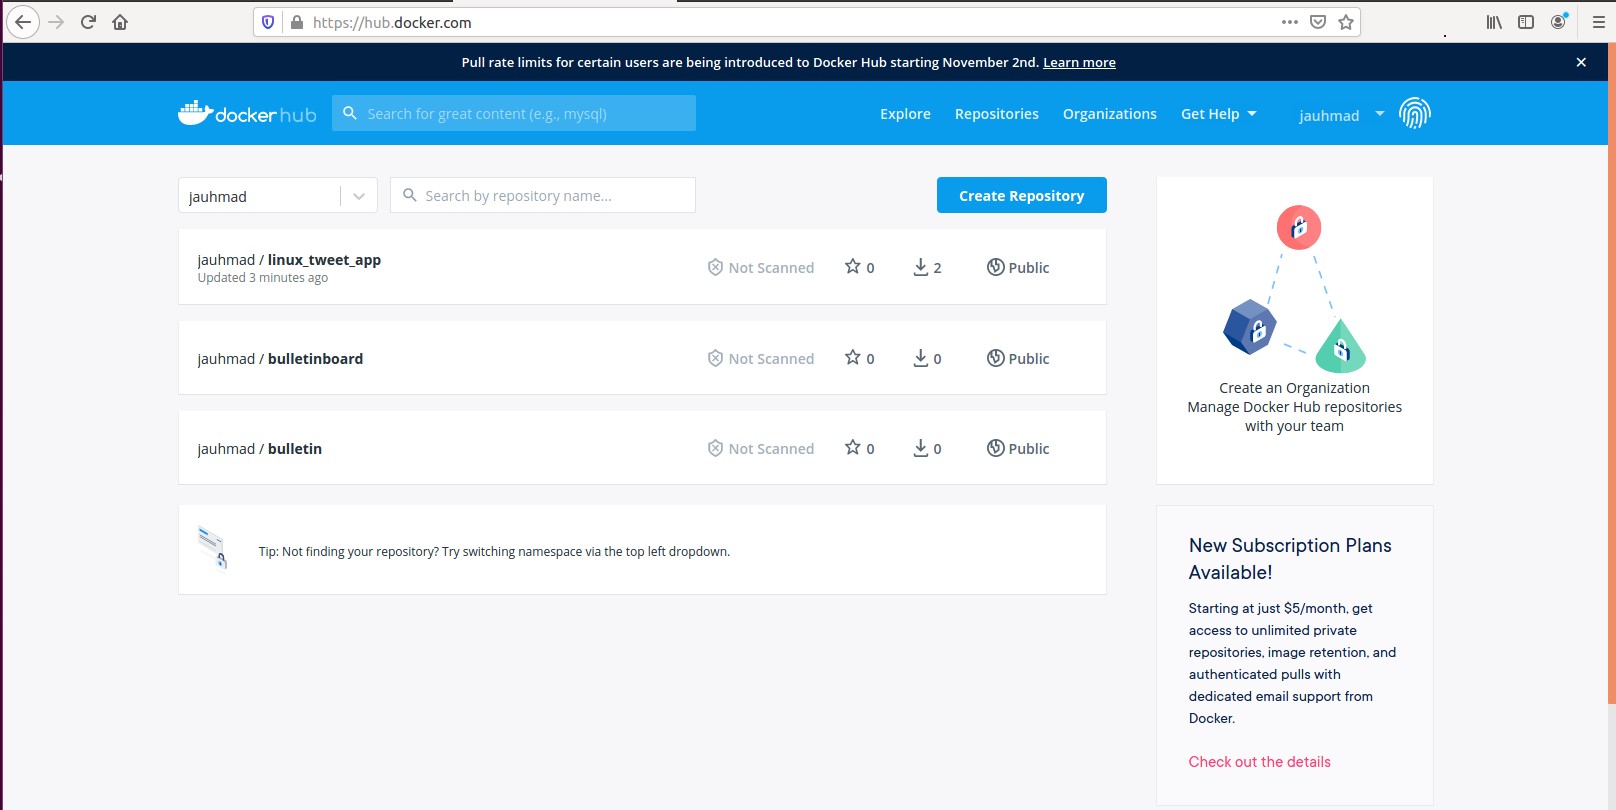 https://hub.docker.com
Pull rate limits for certain users are being introduced to Docker Hub starting November 2nd. Learn more
docker hub
Search for great content (e.g., mysql)
Explore
Repositories
Organizations
Get Help
jauhmad
jauhmad
Search by repository name...
Create Repository
jauhmad / linux_tweet_app
Updated 3 minutes ago
Not Scanned
0
2
Public
jauhmad / bulletinboard
Not Scanned
0
0
Public
jauhmad / bulletin
Not Scanned
0
0
Public
Tip: Not finding your repository? Try switching namespace via the top left dropdown.
Create an Organization
Manage Docker Hub repositories
with your team
New Subscription Plans
Available!
Starting at just $5/month, get
access to unlimited private
repositories, image retention, and
authenticated pulls with
dedicated email support from
Docker.
Check out the details